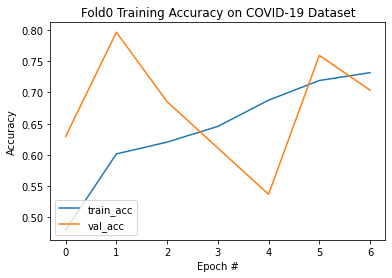 Fold0 Training Accuracy on COVID-19 Dataset
Accuracy
0.80
0.75
0.70
0.65
0.60
0.55
0.50
train_acc
val_acc
0 1 2 3 4 5 6
Epoch #